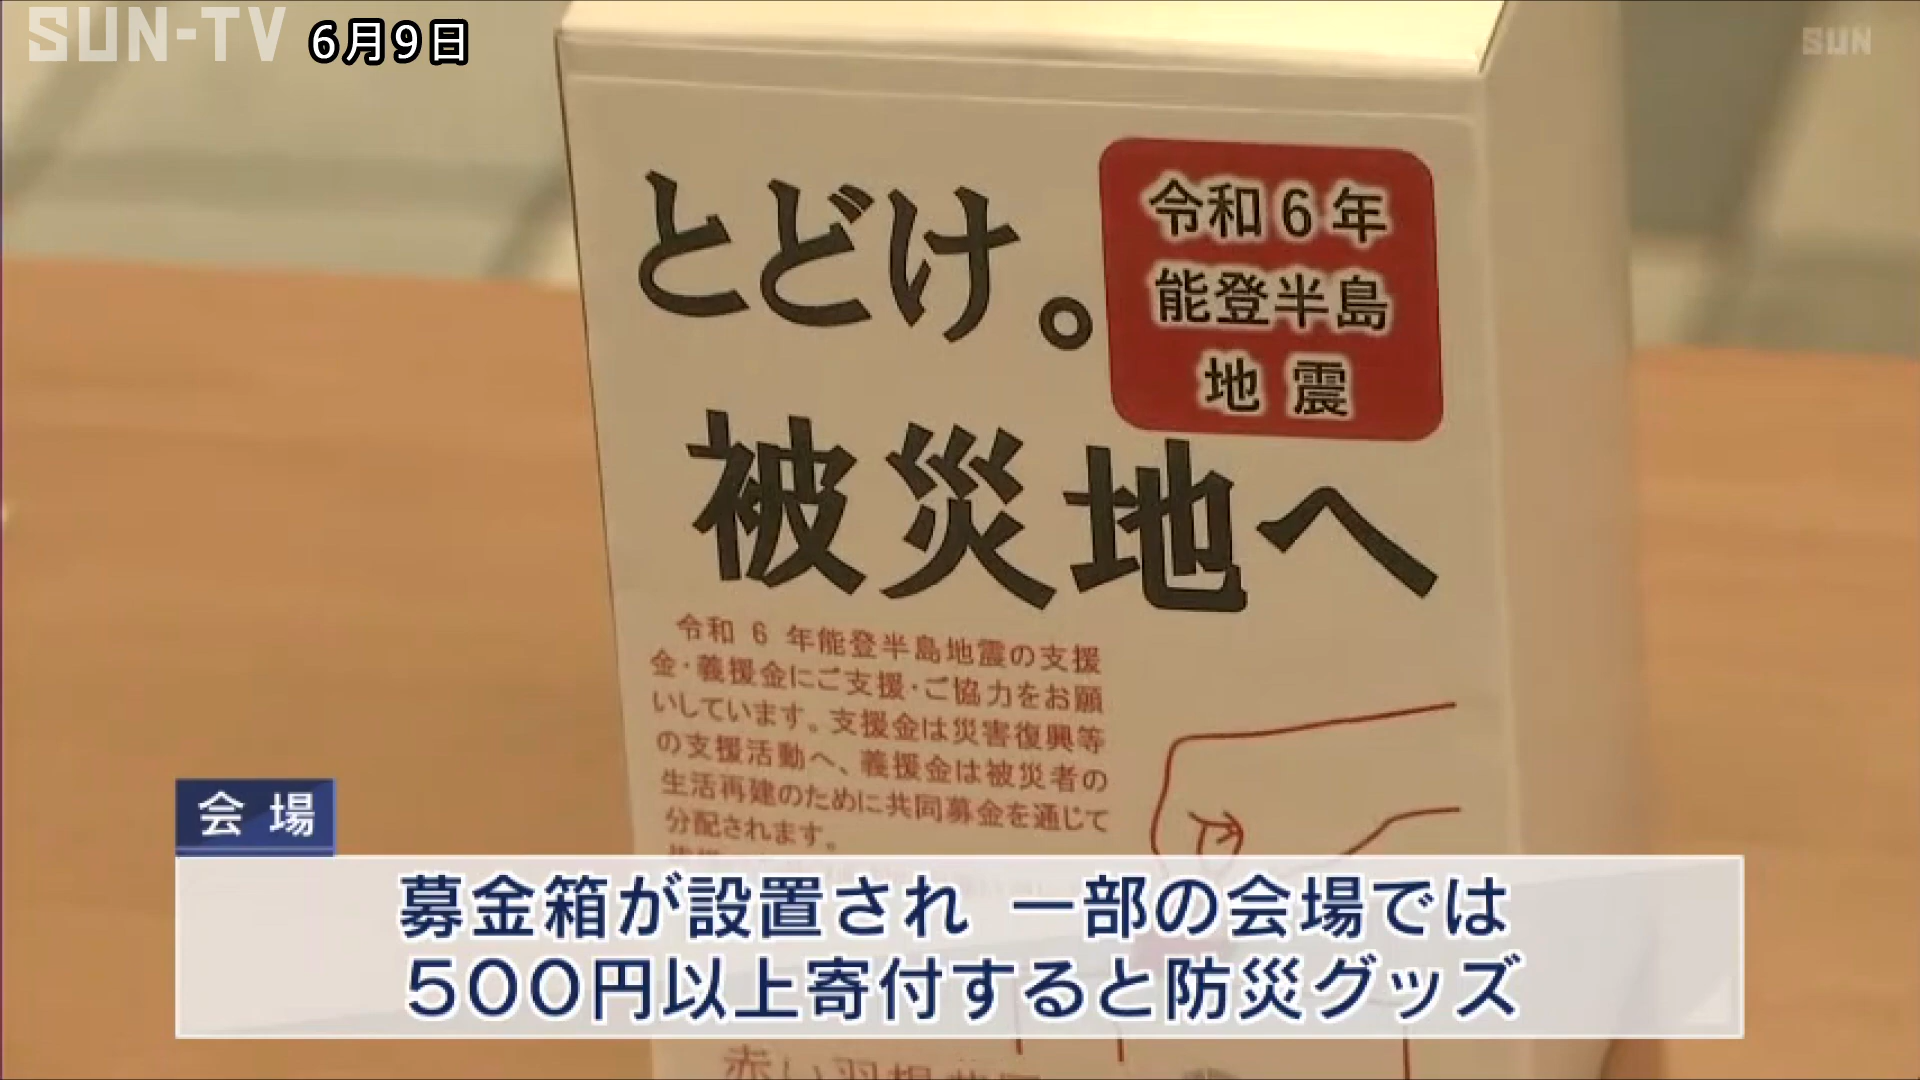 SUN-TV 6月9日
SUN
とどけ。
令和6年
能登半島
地震
被災地へ
令和 6 年能登半島地震の支援
金・義援金にご支援・ご協力をお願
いしています。支援金は災害復興等
の支援活動へ、義援金は被災者の
生活再建のために共同募金を通じて
分配されます。
会場
募金箱が設置され 一部の会場では
500円以上寄付すると防災グッズ
赤い羽根